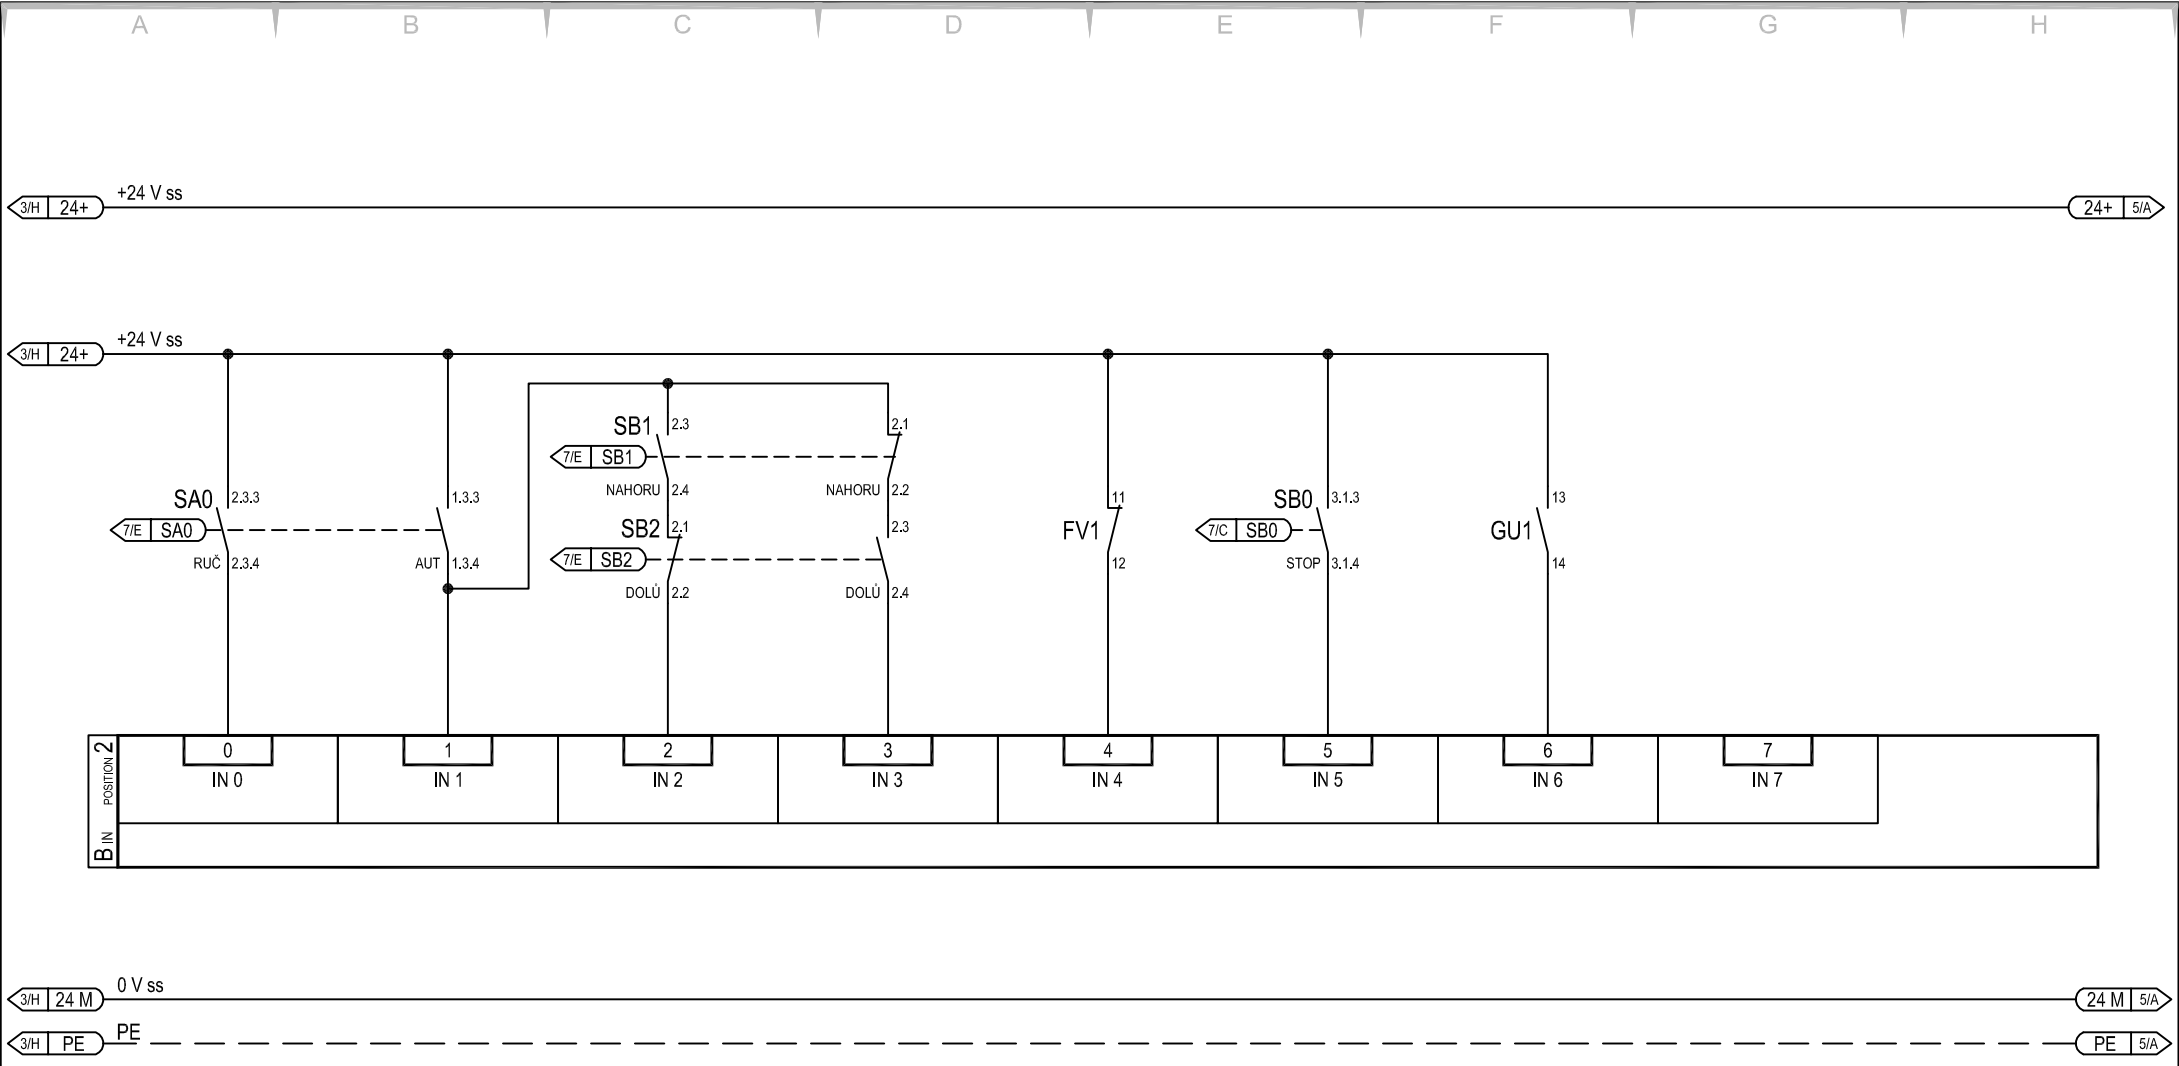 A B C D E F G H
+24 V ss
3/H 24+ 24+ 5/A
+24 V ss
3/H 24+
SB1 2.3 2.1
7/E SB1
NAHORU 2.4 NAHORU 2.2
SA0 2.3.3 1.3.3 11 SB0 3.1.3 13
SB2 2.1 2.3
7/E SA0 FV1 7/C SB0 GU1
7/E SB2
RUČ 2.3.4 AUT 1.3.4 12 STOP 3.1.4 14
DOLŮ 2.2 DOLŮ 2.4
B IN POSITION 2
0 1 2 3 4 5 6 7
IN 0 IN 1 IN 2 IN 3 IN 4 IN 5 IN 6 IN 7
0 V ss
3/H 24 M 24 M 5/A
PE
3/H PE PE 5/A